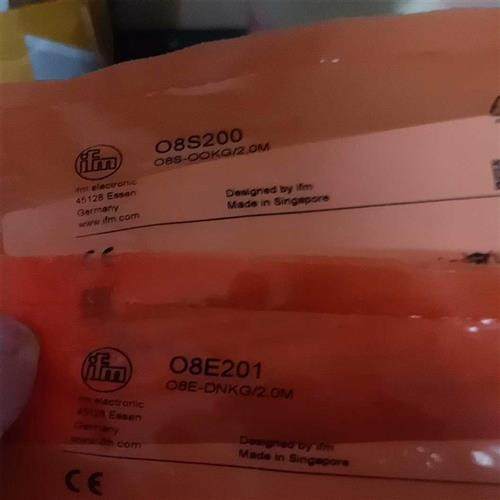 ifm
O8S200
O8S-OOKG/2.0M
ifm electronic
45128 Essen
Germany
www.ifm.com
Designed by ifm
Made in Singapore
CE
ifm
O8E201
O8E-DNKG/2.0M
ifm electronic
45128 Essen
Germany
www.ifm.com
Designed by ifm
Made in Singapore
CE